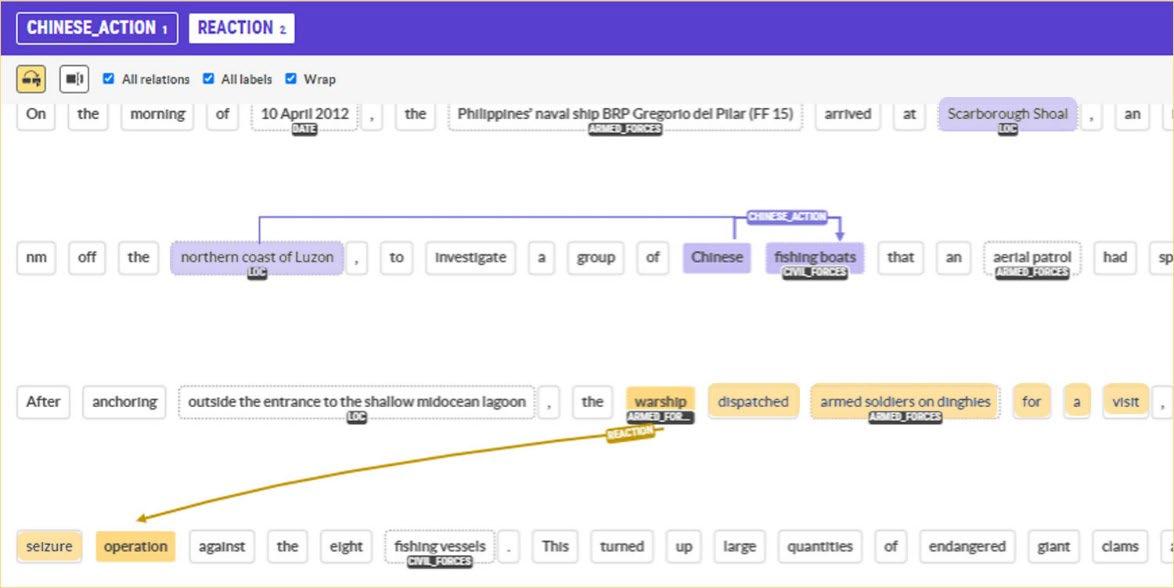 CHINESE_ACTION 1 REACTION 2
All relations All labels Wrap
On the morning of 10 April 2012 , the Philippines' naval ship BRP Gregorio del Pilar (FF 15) arrived at Scarborough Shoal , an
DATE ARMED_FORCES LOC
CHINESE_ACTION
nm off the northern coast of Luzon , to investigate a group of Chinese fishing boats that an aerial patrol had sp
LOC CIVIL_FORCES ARMED_FORCES
After anchoring outside the entrance to the shallow midocean lagoon , the warship dispatched armed soldiers on dinghies for a visit ,
LOC ARMED_FOR... ARMED_FORCES
REACTION
seizure operation against the eight fishing vessels . This turned up large quantities of endangered giant clams
CIVIL_FORCES